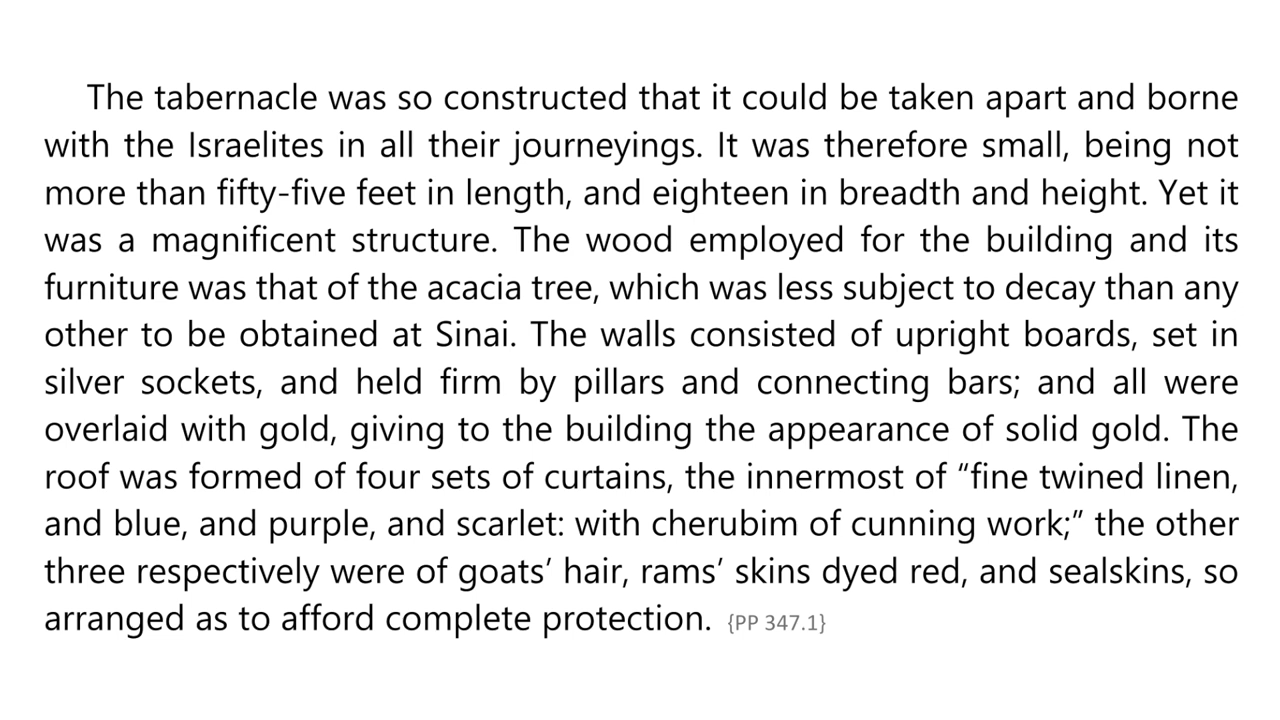 The tabernacle was so constructed that it could be taken apart and borne
with the Israelites in all their journeyings. It was therefore small, being not
more than fifty-five feet in length, and eighteen in breadth and height. Yet it
was a magnificent structure. The wood employed for the building and its
furniture was that of the acacia tree, which was less subject to decay than any
other to be obtained at Sinai. The walls consisted of upright boards, set in
silver sockets, and held firm by pillars and connecting bars; and all were
overlaid with gold, giving to the building the appearance of solid gold. The
roof was formed of four sets of curtains, the innermost of “fine twined linen,
and blue, and purple, and scarlet: with cherubim of cunning work;” the other
three respectively were of goats’ hair, rams’ skins dyed red, and sealskins, so
arranged as to afford complete protection. {PP 347.1}